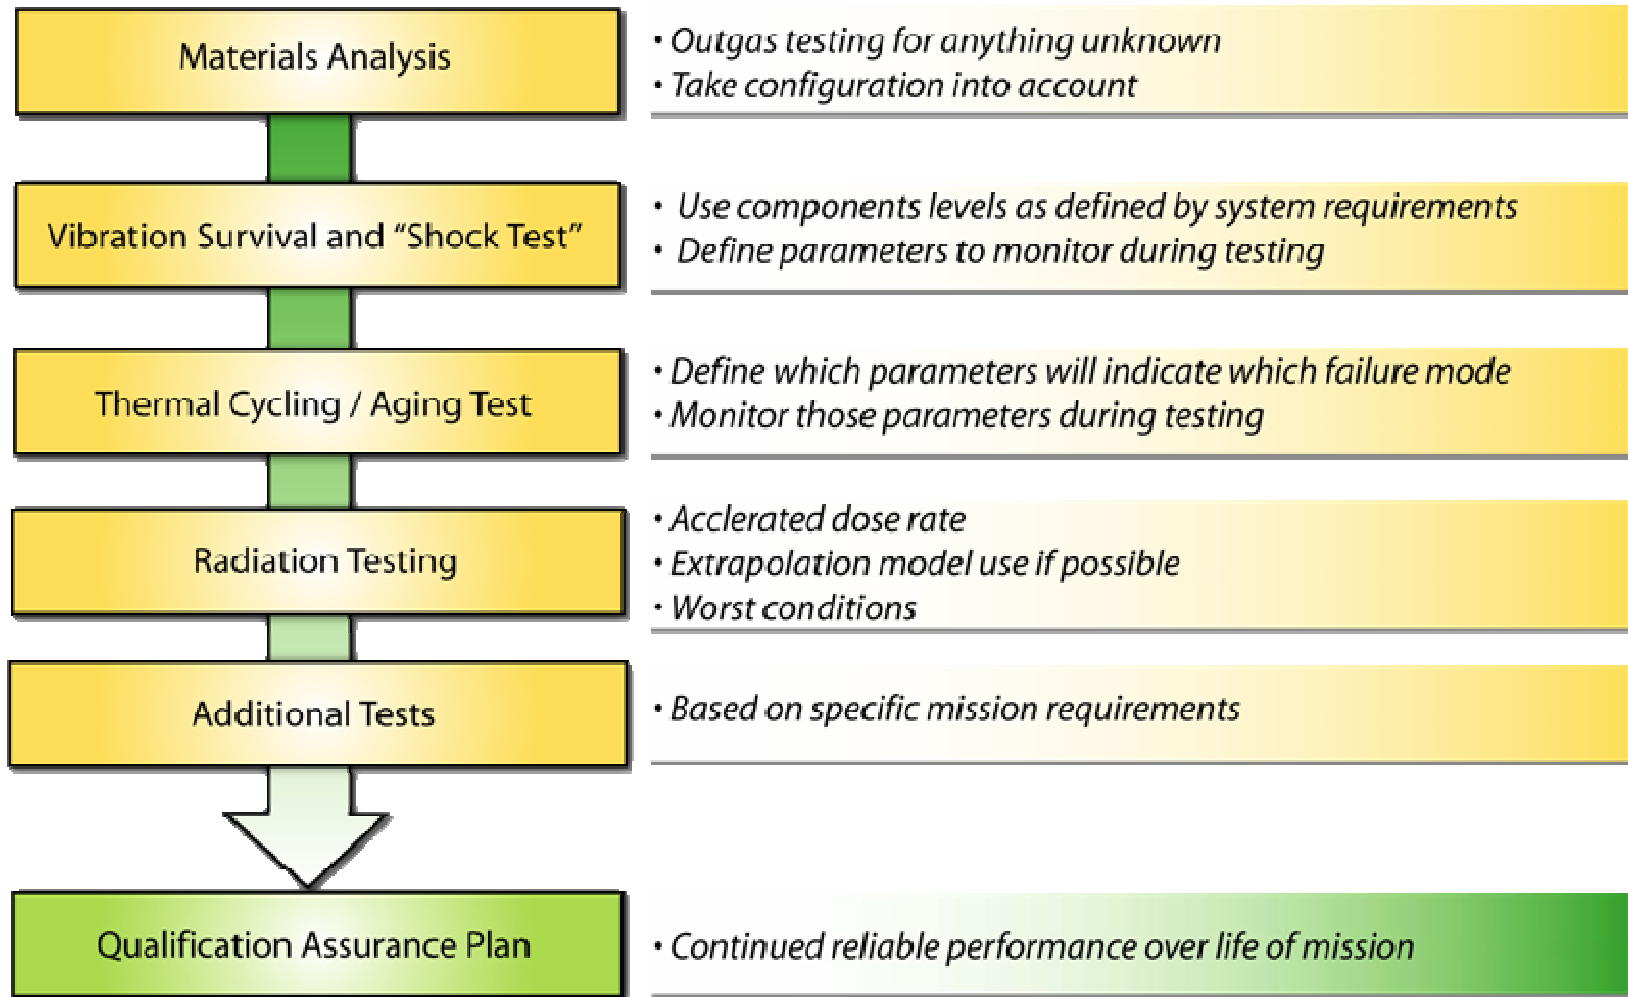 Materials Analysis
• Outgas testing for anything unknown
• Take configuration into account
Vibration Survival and “Shock Test”
• Use components levels as defined by system requirements
• Define parameters to monitor during testing
Thermal Cycling / Aging Test
• Define which parameters will indicate which failure mode
• Monitor those parameters during testing
Radiation Testing
• Acclerated dose rate
• Extrapolation model use if possible
• Worst conditions
Additional Tests
• Based on specific mission requirements
Qualification Assurance Plan
• Continued reliable performance over life of mission